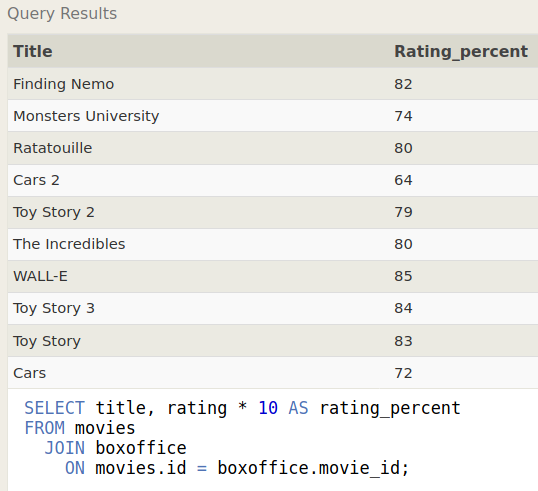 Query Results
Title Rating_percent
Finding Nemo 82
Monsters University 74
Ratatouille 80
Cars 2 64
Toy Story 2 79
The Incredibles 80
WALL-E 85
Toy Story 3 84
Toy Story 83
Cars 72
SELECT title, rating * 10 AS rating_percent
FROM movies
  JOIN boxoffice
    ON movies.id = boxoffice.movie_id;